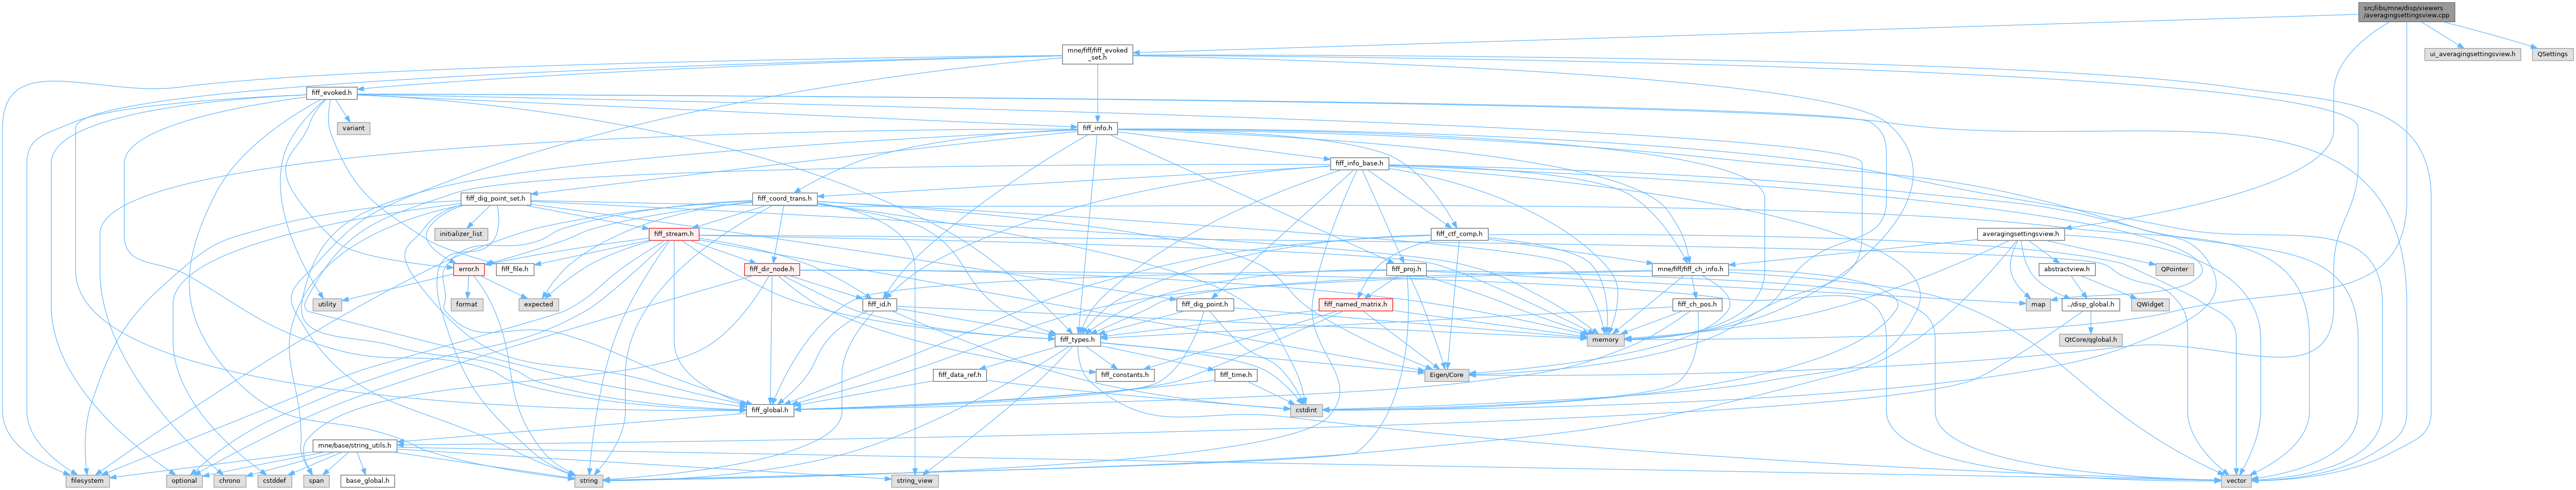 src/libs/mne/disp/viewers
/averagingsettingsview.cpp
mne/fiff/fiff_evoked
_set.h
ui_averagingsettingsview.h
QSettings
fiff_evoked.h
variant
fiff_info.h
fiff_info_base.h
fiff_dig_point_set.h
fiff_coord_trans.h
initializer_list
fiff_stream.h
fiff_ctf_comp.h
averagingsettingsview.h
error.h
fiff_file.h
fiff_dir_node.h
fiff_proj.h
mne/fiff/fiff_ch_info.h
abstractview.h
QPointer
utility
format
expected
fiff_id.h
fiff_dig_point.h
fiff_named_matrix.h
fiff_ch_pos.h
map
../disp_global.h
QWidget
fiff_types.h
memory
QtCore/qglobal.h
fiff_data_ref.h
fiff_constants.h
fiff_time.h
Eigen/Core
fiff_global.h
cstdint
mne/base/string_utils.h
filesystem
optional
chrono
cstddef
span
base_global.h
string
string_view
vector